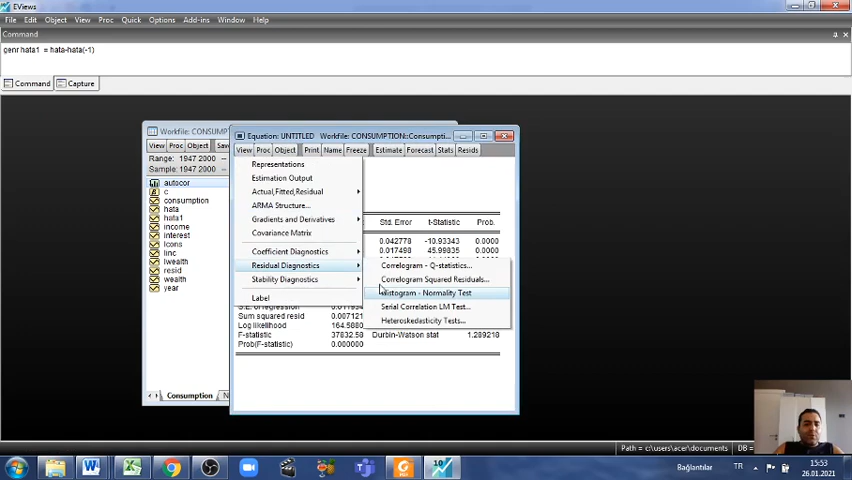 EViews
File Edit Object View Proc Quick Options Add-ins Window Help
Command
genr hata1 = hata-hata(-1)
Command Capture
Workfile: CONSUMP
View Proc Object
Range: 1947 2000
Sample: 1947 2000
autocor
c
consumption
hata
hata1
income
interest
lcons
linc
lwealth
resid
wealth
year
Consumption
Equation: UNTITLED Workfile: CONSUMPTION::Consumpti...
View Proc Object Print Name Freeze Estimate Forecast Stats Resids
Representations
Estimation Output
Actual,Fitted,Residual
ARMA Structure...
Gradients and Derivatives
Covariance Matrix
Coefficient Diagnostics
Residual Diagnostics
Stability Diagnostics
Label
Std. Error t-Statistic Prob.
0.042778 -10.93343 0.0000
0.017498 45.99835 0.0000
Correlogram - Q-statistics...
Correlogram Squared Residuals...
Histogram - Normality Test
Serial Correlation LM Test...
Heteroskedasticity Tests...
Sum squared resid 0.007121
Log likelihood 164.5880
F-statistic 37832.58 Durbin-Watson stat 1.289218
Prob(F-statistic) 0.000000
Path = c:\users\acer\documents DB =
Bağlantılar TR 15:53
26.01.2021